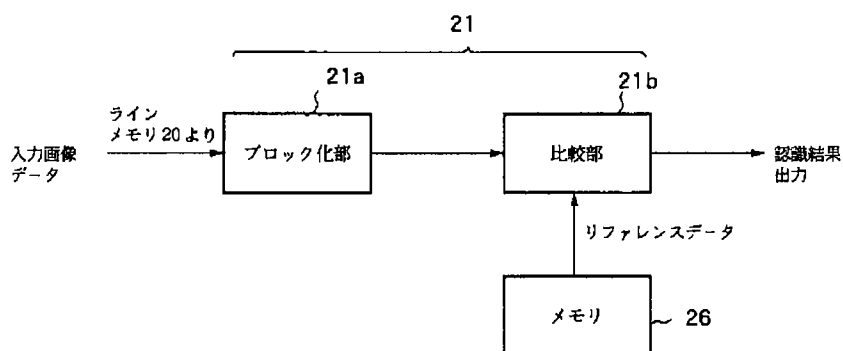 21
21a
21b
ライン
メモリ20より
入力画像
データ
ブロック化部
比較部
認識結果
出力
リファレンスデータ
メモリ
26